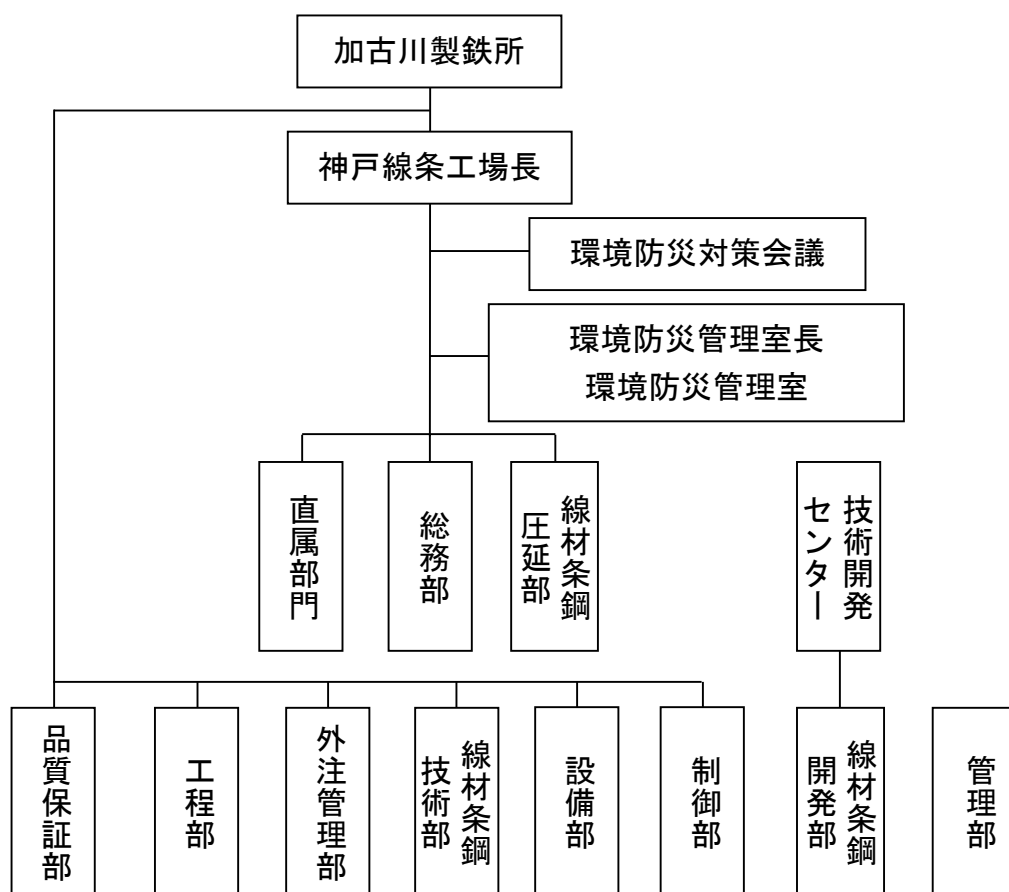 加古川製鉄所
神戸線条工場長
環境防災対策会議
環境防災管理室長
環境防災管理室
直属部門
総務部
線材条鋼
圧延部
技術開発
センター
品質保証部
工程部
外注管理部
線材条鋼
技術部
設備部
制御部
線材条鋼
開発部
管理部